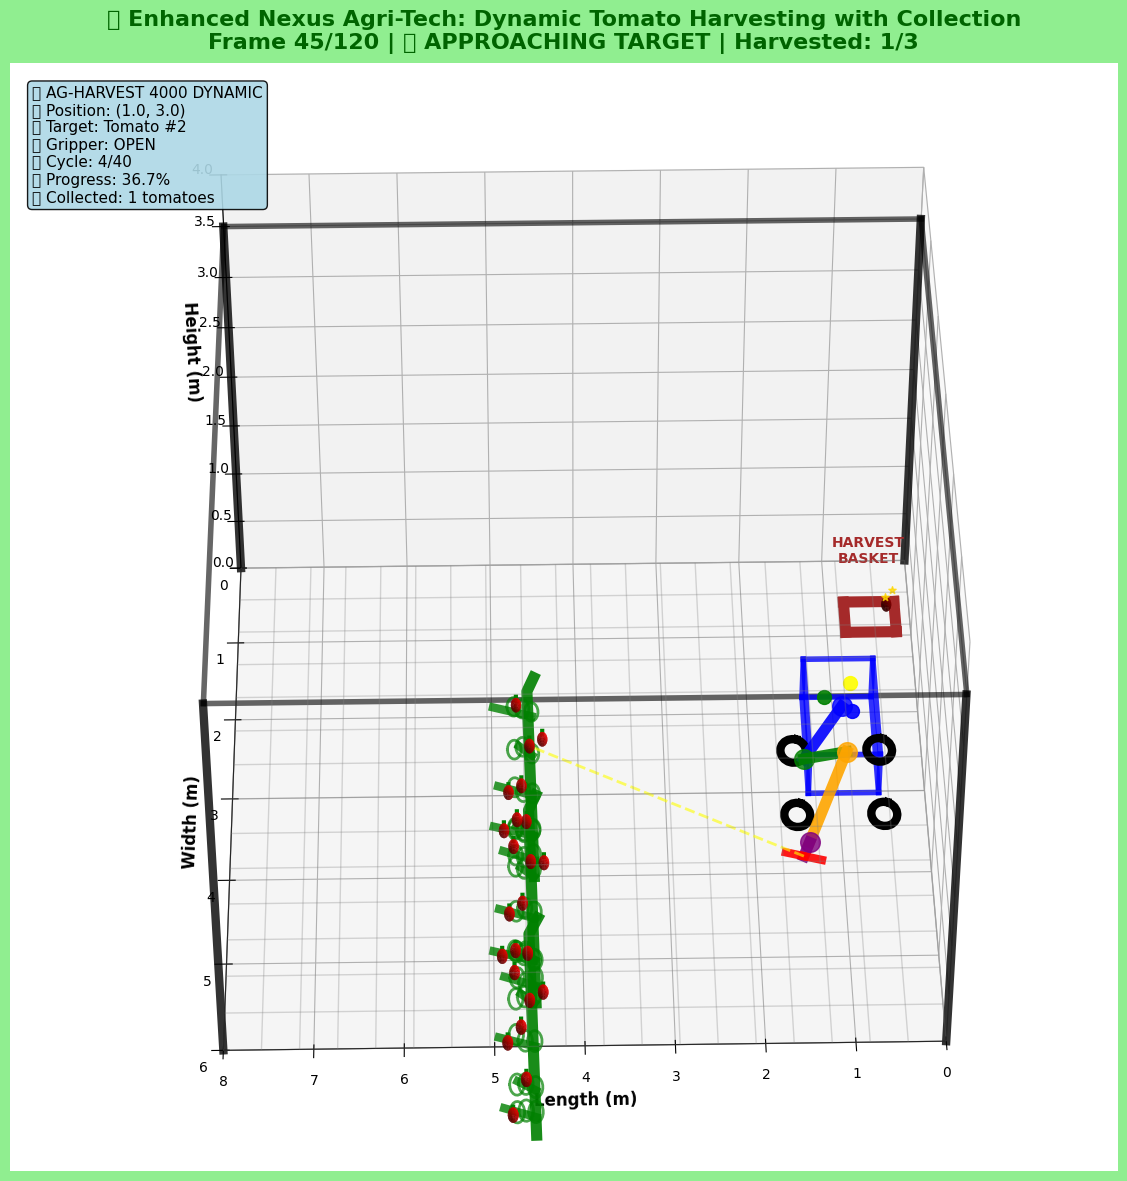 Enhanced Nexus Agri-Tech: Dynamic Tomato Harvesting with Collection
Frame 45/120 | APPROACHING TARGET | Harvested: 1/3
AG-HARVEST 4000 DYNAMIC
Position: (1.0, 3.0)
Target: Tomato #2
Gripper: OPEN
Cycle: 4/40
Progress: 36.7%
Collected: 1 tomatoes
4.0
3.5
3.0
2.5
2.0
1.5
1.0
0.5
0.0
Height (m)
HARVEST
BASKET
0
1
2
3
4
5
6
Width (m)
8
7
6
5
4
3
2
1
0
Length (m)